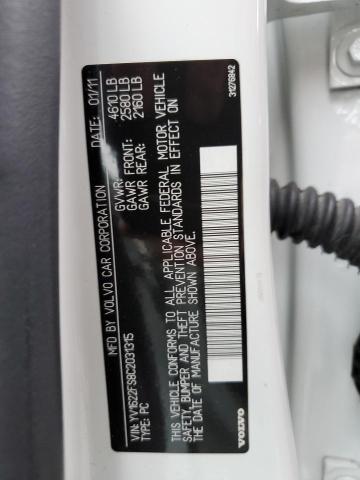 MFD BY VOLVO CAR CORPORATION DATE: 01/11
GVWR: 4610 LB
GAWR FRONT: 2580 LB
GAWR REAR: 2160 LB
VIN: YV1622FS8C2031315
TYPE: PC
THIS VEHICLE CONFORMS TO ALL APPLICABLE FEDERAL MOTOR VEHICLE
SAFETY, BUMPER AND THEFT PREVENTION STANDARDS IN EFFECT ON
DATE OF MANUFACTURE SHOWN ABOVE.
VOLVO
31276942